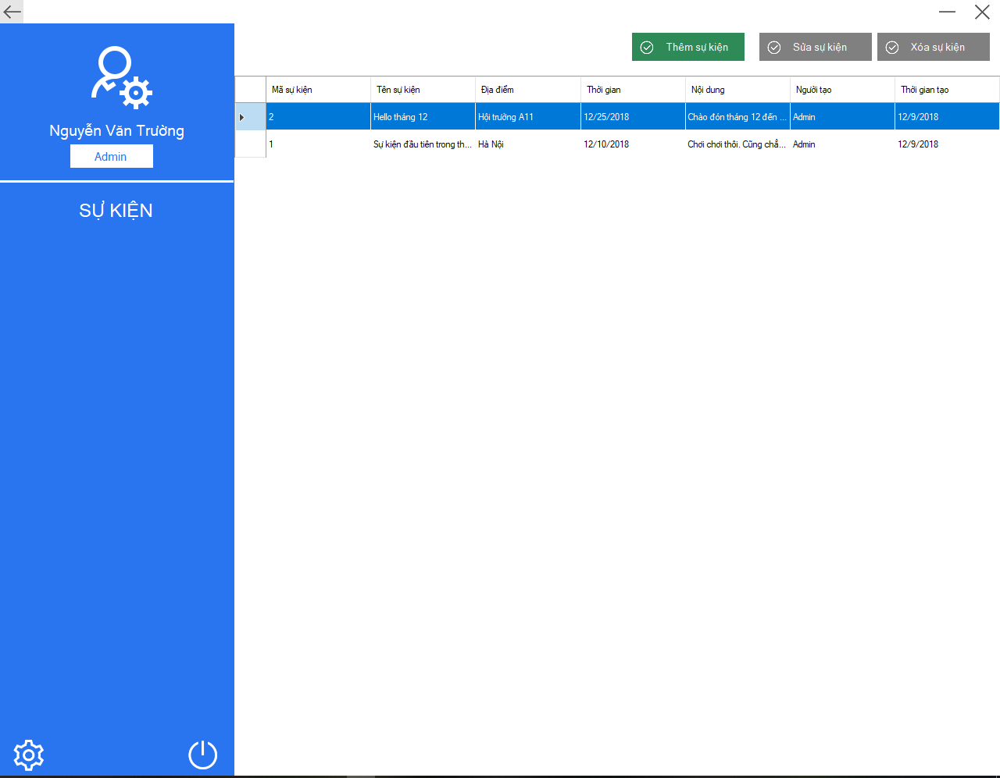 Thêm sự kiện Sửa sự kiện Xóa sự kiện
Nguyễn Văn Trường
Admin
SỰ KIỆN
Mã sự kiện Tên sự kiện Địa điểm Thời gian Nội dung Người tạo Thời gian tạo
2 Hello tháng 12 Hội trường A11 12/25/2018 Chào đón tháng 12 đến ... Admin 12/9/2018
1 Sự kiện đầu tiên trong th... Hà Nội 12/10/2018 Chơi chơi thôi. Cũng chẳ... Admin 12/9/2018